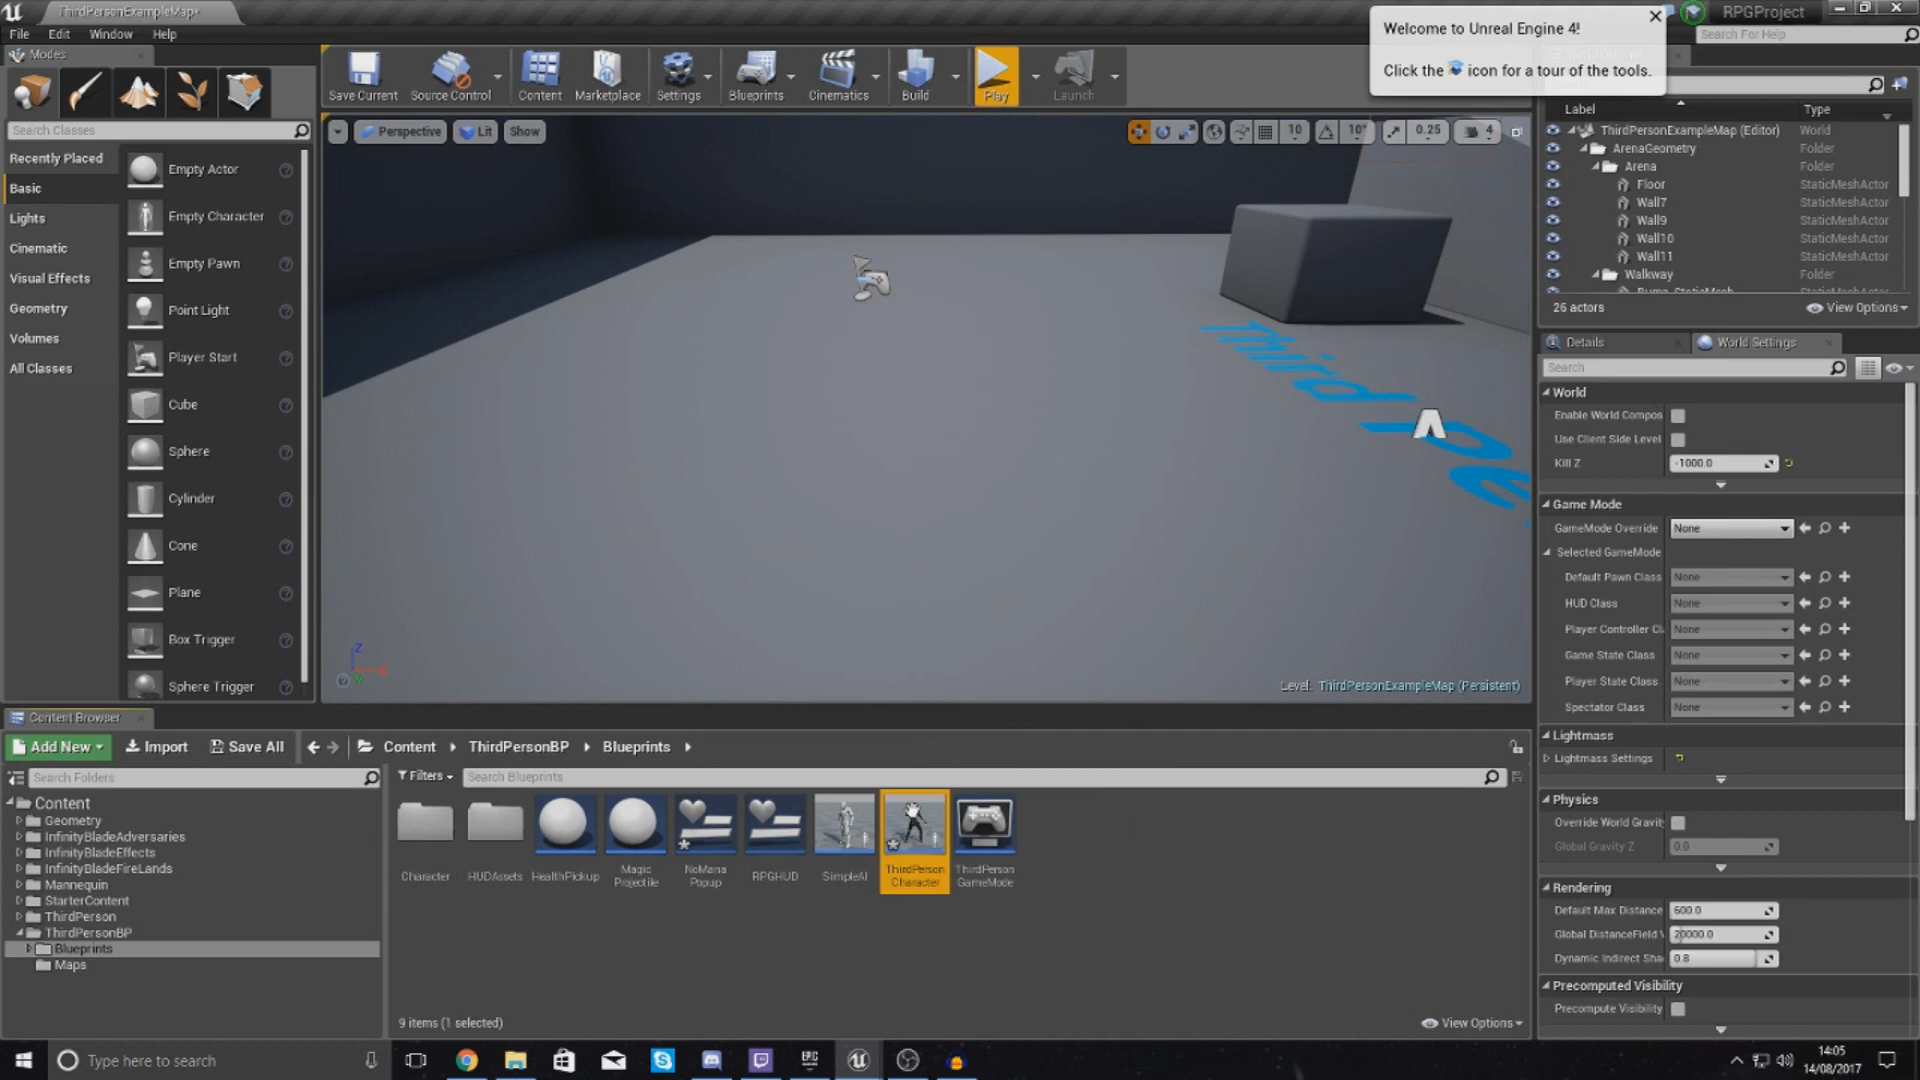 ThirdPersonExampleMap*
Welcome to Unreal Engine 4!
Click the icon for a tour of the tools.
RPGProject
File Edit Window Help
Search For Help
Modes
Save Current
Source Control
Content
Marketplace
Settings
Blueprints
Cinematics
Build
Play
Launch
Search Classes
Recently Placed
Basic
Lights
Cinematic
Visual Effects
Geometry
Volumes
All Classes
Empty Actor
Empty Character
Empty Pawn
Point Light
Player Start
Cube
Sphere
Cylinder
Cone
Plane
Box Trigger
Sphere Trigger
Perspective
Lit
Show
10
10°
0.25
4
Third Pe
Z
X
Y
Level: ThirdPersonExampleMap (Persistent)
Label Type
ThirdPersonExampleMap (Editor) World
ArenaGeometry Folder
Arena Folder
Floor StaticMeshActor
Wall7 StaticMeshActor
Wall9 StaticMeshActor
Wall10 StaticMeshActor
Wall11 StaticMeshActor
Walkway Folder
26 actors
View Options
Details
World Settings
Search
World
Enable World Compos
Use Client Side Level
Kill Z -1000.0
Game Mode
GameMode Override None
Selected GameMode
Default Pawn Class None
HUD Class None
Player Controller Cl None
Game State Class None
Player State Class None
Spectator Class None
Lightmass
Lightmass Settings
Physics
Override World Gravit
Global Gravity Z 0.0
Rendering
Default Max Distance 600.0
Global DistanceField V 20000.0
Dynamic Indirect Sha 0.8
Precomputed Visibility
Precompute Visibility
Content Browser
Add New
Import
Save All
Content
ThirdPersonBP
Blueprints
Search Folders
Filters
Search Blueprints
Content
Geometry
InfinityBladeAdversaries
InfinityBladeEffects
InfinityBladeFireLands
Mannequin
StarterContent
ThirdPerson
ThirdPersonBP
Blueprints
Maps
Character
HUDAssets
HealthPickup
Magic
Projectile
NoMana
Popup
RPGHUD
SimpleAI
ThirdPerson
Character
ThirdPerson
GameMode
9 items (1 selected)
View Options
Type here to search
EPIC
14:05
14/08/2017